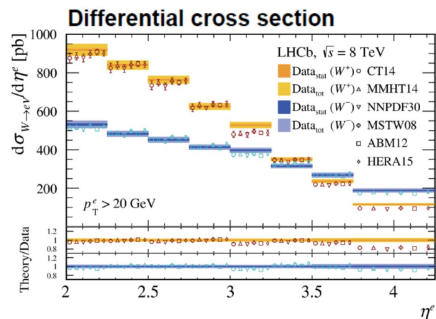 Differential cross section
dσ_{W→eν}/dη^e [pb]
1000
800
600
400
200
LHCb, √s = 8 TeV
Data_stat (W⁺) CT14
Data_tot (W⁺) MMHT14
Data_stat (W⁻) NNPDF30
Data_tot (W⁻) MSTW08
ABM12
HERA15
p_T^e > 20 GeV
Theory/Data
1.2
1
0.8
1.2
1
0.8
2 2.5 3 3.5 4
η^e